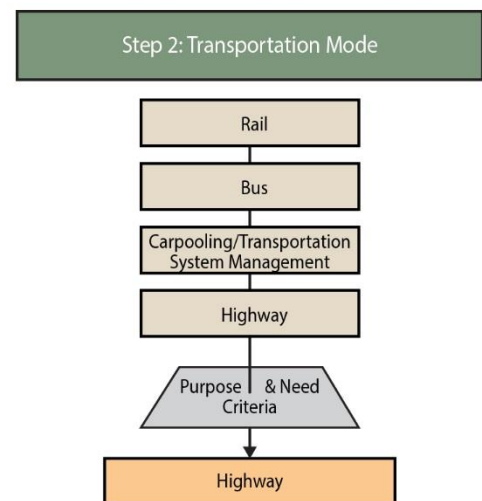 Step 2: Transportation Mode
Rail
Bus
Carpooling/Transportation
System Management
Highway
Purpose & Need
Criteria
Highway